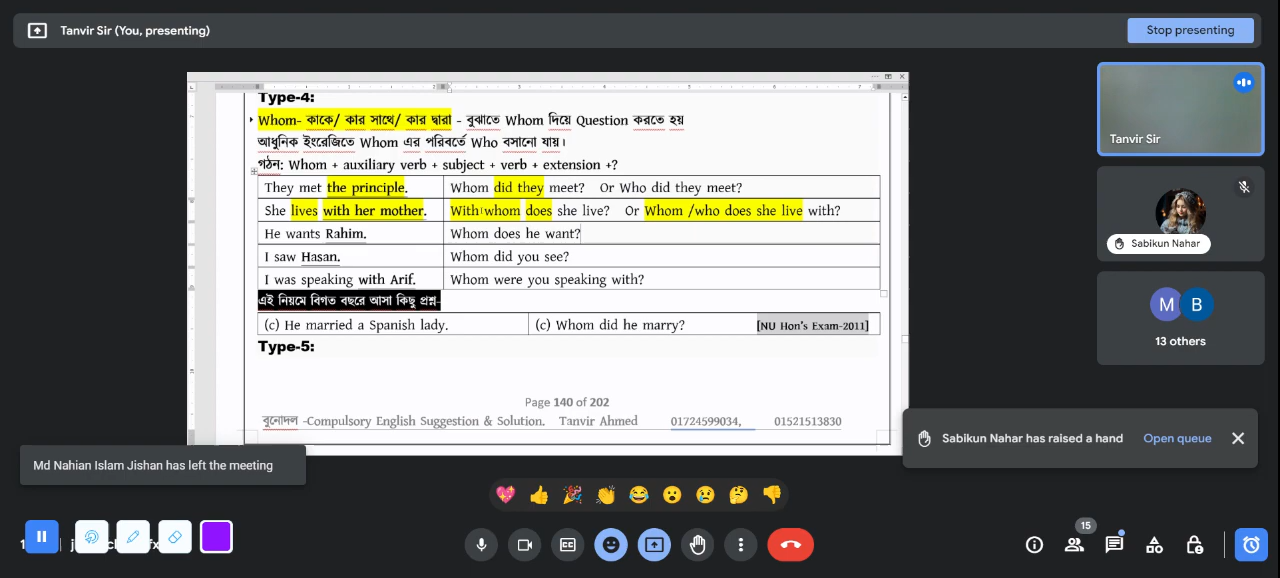 Tanvir Sir (You, presenting)
Stop presenting
Type-4:
Whom- কাকে/ কার সাথে/ কার দ্বারা - বুঝাতে Whom দিয়ে Question করতে হয়
আধুনিক ইংরেজিতে Whom এর পরিবর্তে Who বসানো যায়।
গঠন: Whom + auxiliary verb + subject + verb + extension +?
They met the principle. Whom did they meet? Or Who did they meet?
She lives with her mother. With whom does she live? Or Whom /who does she live with?
He wants Rahim. Whom does he want?
I saw Hasan. Whom did you see?
I was speaking with Arif. Whom were you speaking with?
এই নিয়মে বিগত বছরে আসা কিছু প্রশ্ন-
(c) He married a Spanish lady. (c) Whom did he marry? [NU Hon's Exam-2011]
Type-5:
Page 140 of 202
বুনোদল -Compulsory English Suggestion & Solution. Tanvir Ahmed 01724599034, 01521513830
Tanvir Sir
Sabikun Nahar
M B
13 others
Sabikun Nahar has raised a hand
Open queue
Md Nahian Islam Jishan has left the meeting
15